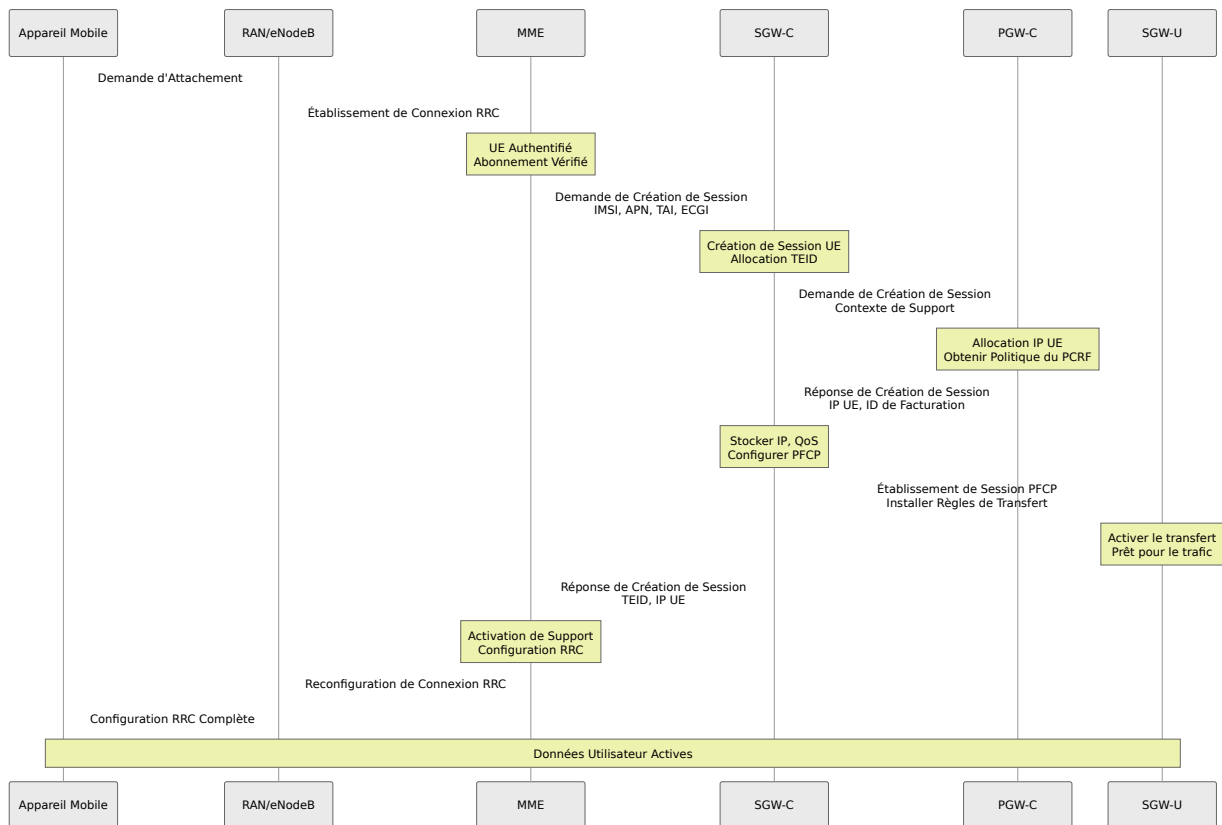 Appareil Mobile
RAN/eNodeB
MME
SGW-C
PGW-C
SGW-U
Demande d'Attachement
Établissement de Connexion RRC
UE Authentifié
Abonnement Vérifié
Demande de Création de Session
IMSI, APN, TAI, ECGI
Création de Session UE
Allocation TEID
Demande de Création de Session
Contexte de Support
Allocation IP UE
Obtenir Politique du PCRF
Réponse de Création de Session
IP UE, ID de Facturation
Stocker IP, QoS
Configurer PFCP
Établissement de Session PFCP
Installer Règles de Transfert
Activer le transfert
Prêt pour le trafic
Réponse de Création de Session
TEID, IP UE
Activation de Support
Configuration RRC
Reconfiguration de Connexion RRC
Configuration RRC Complète
Données Utilisateur Actives
Appareil Mobile
RAN/eNodeB
MME
SGW-C
PGW-C
SGW-U